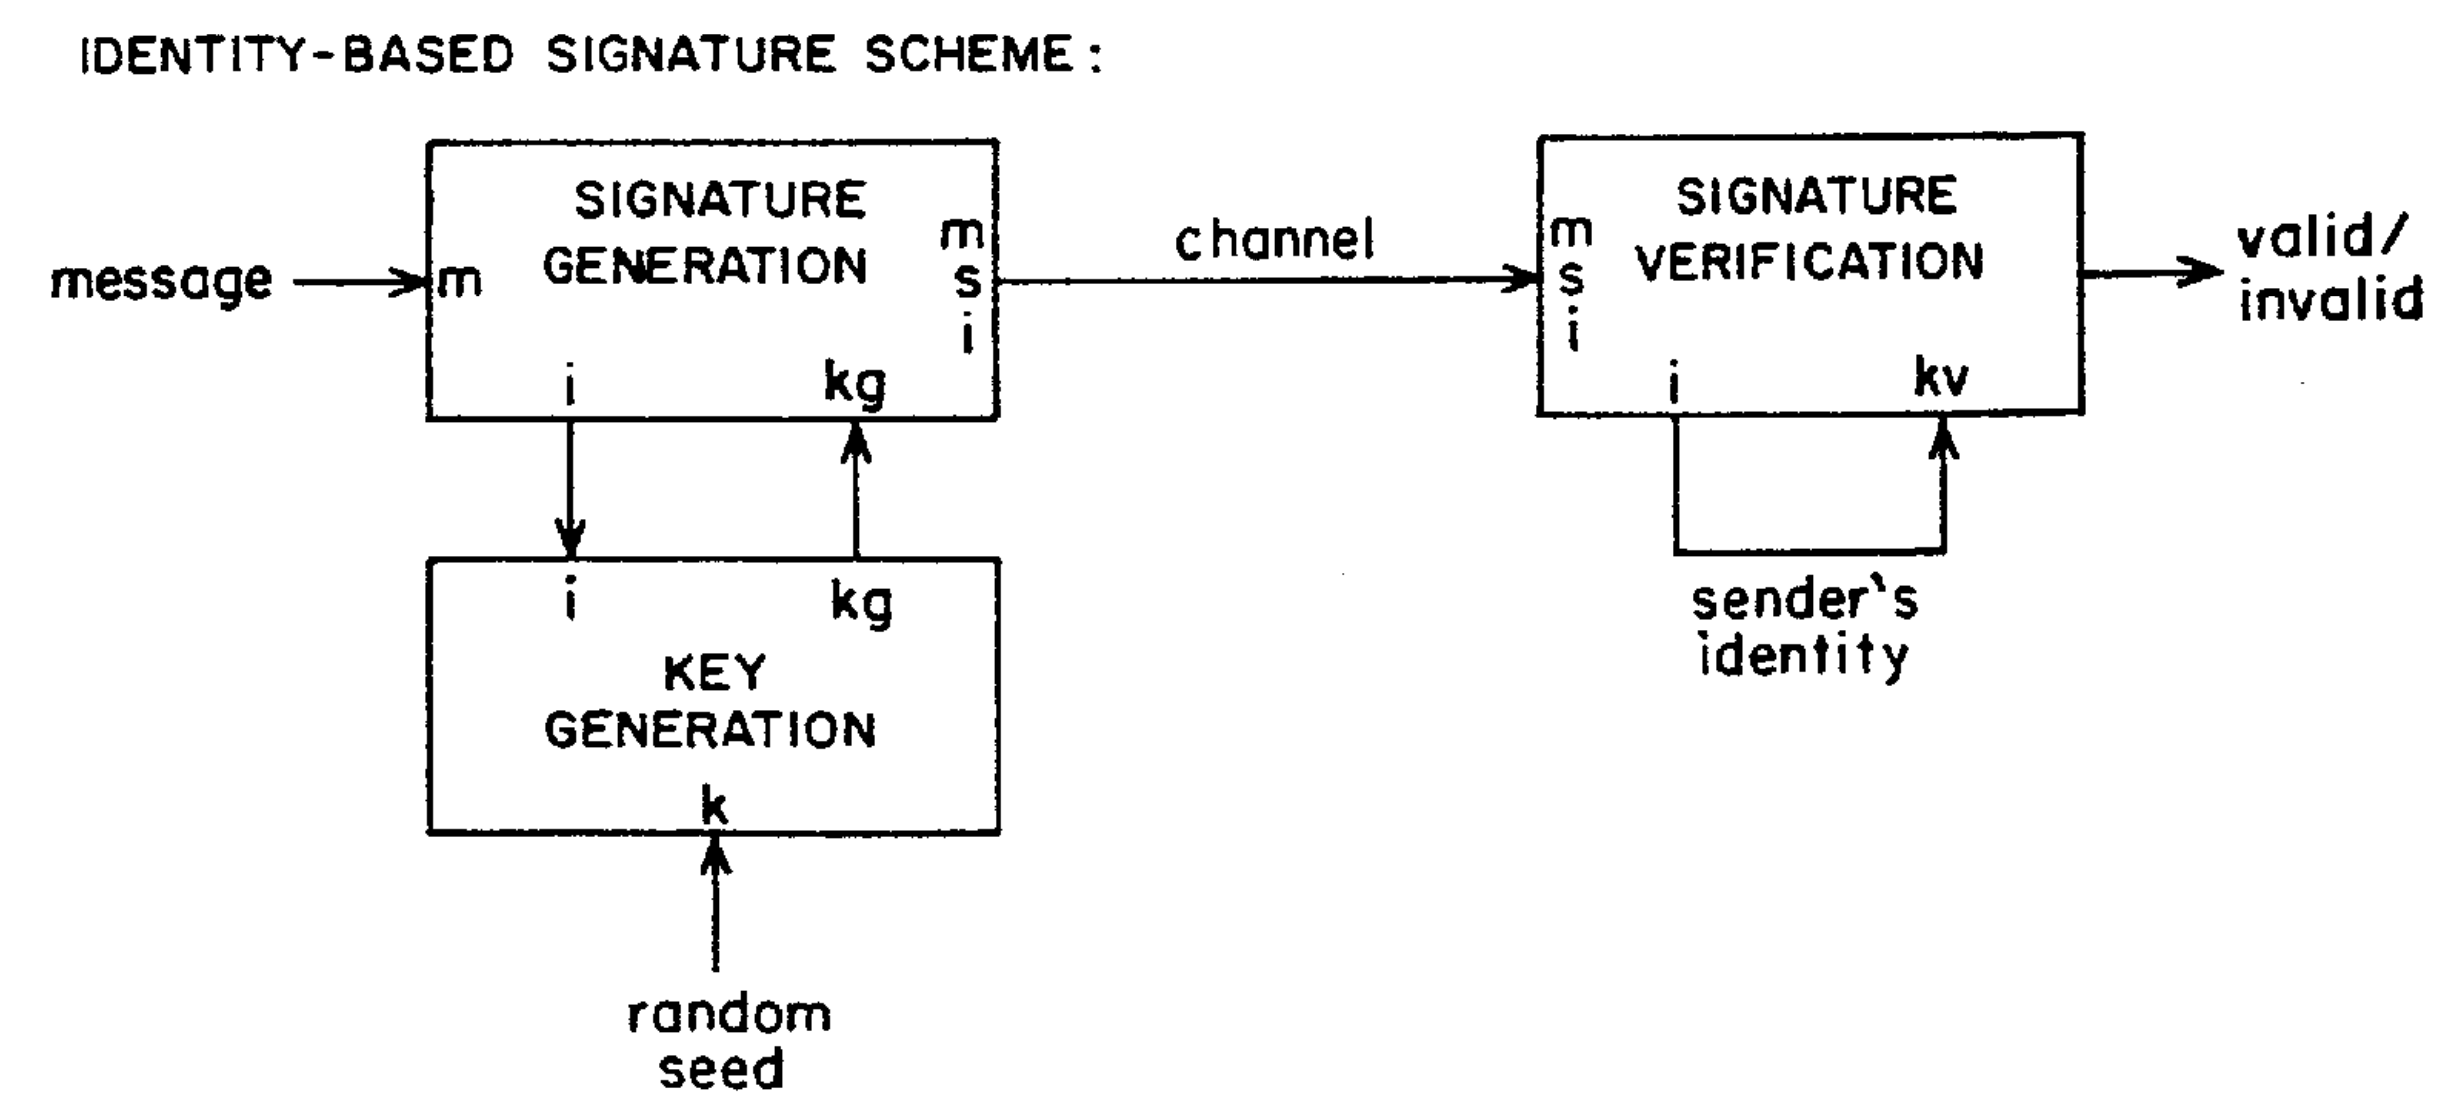 IDENTITY-BASED SIGNATURE SCHEME:
SIGNATURE
GENERATION
message
m
m
s
i
i
kg
channel
SIGNATURE
VERIFICATION
m
s
i
i
kv
valid/
invalid
sender's
identity
i
kg
KEY
GENERATION
k
random
seed